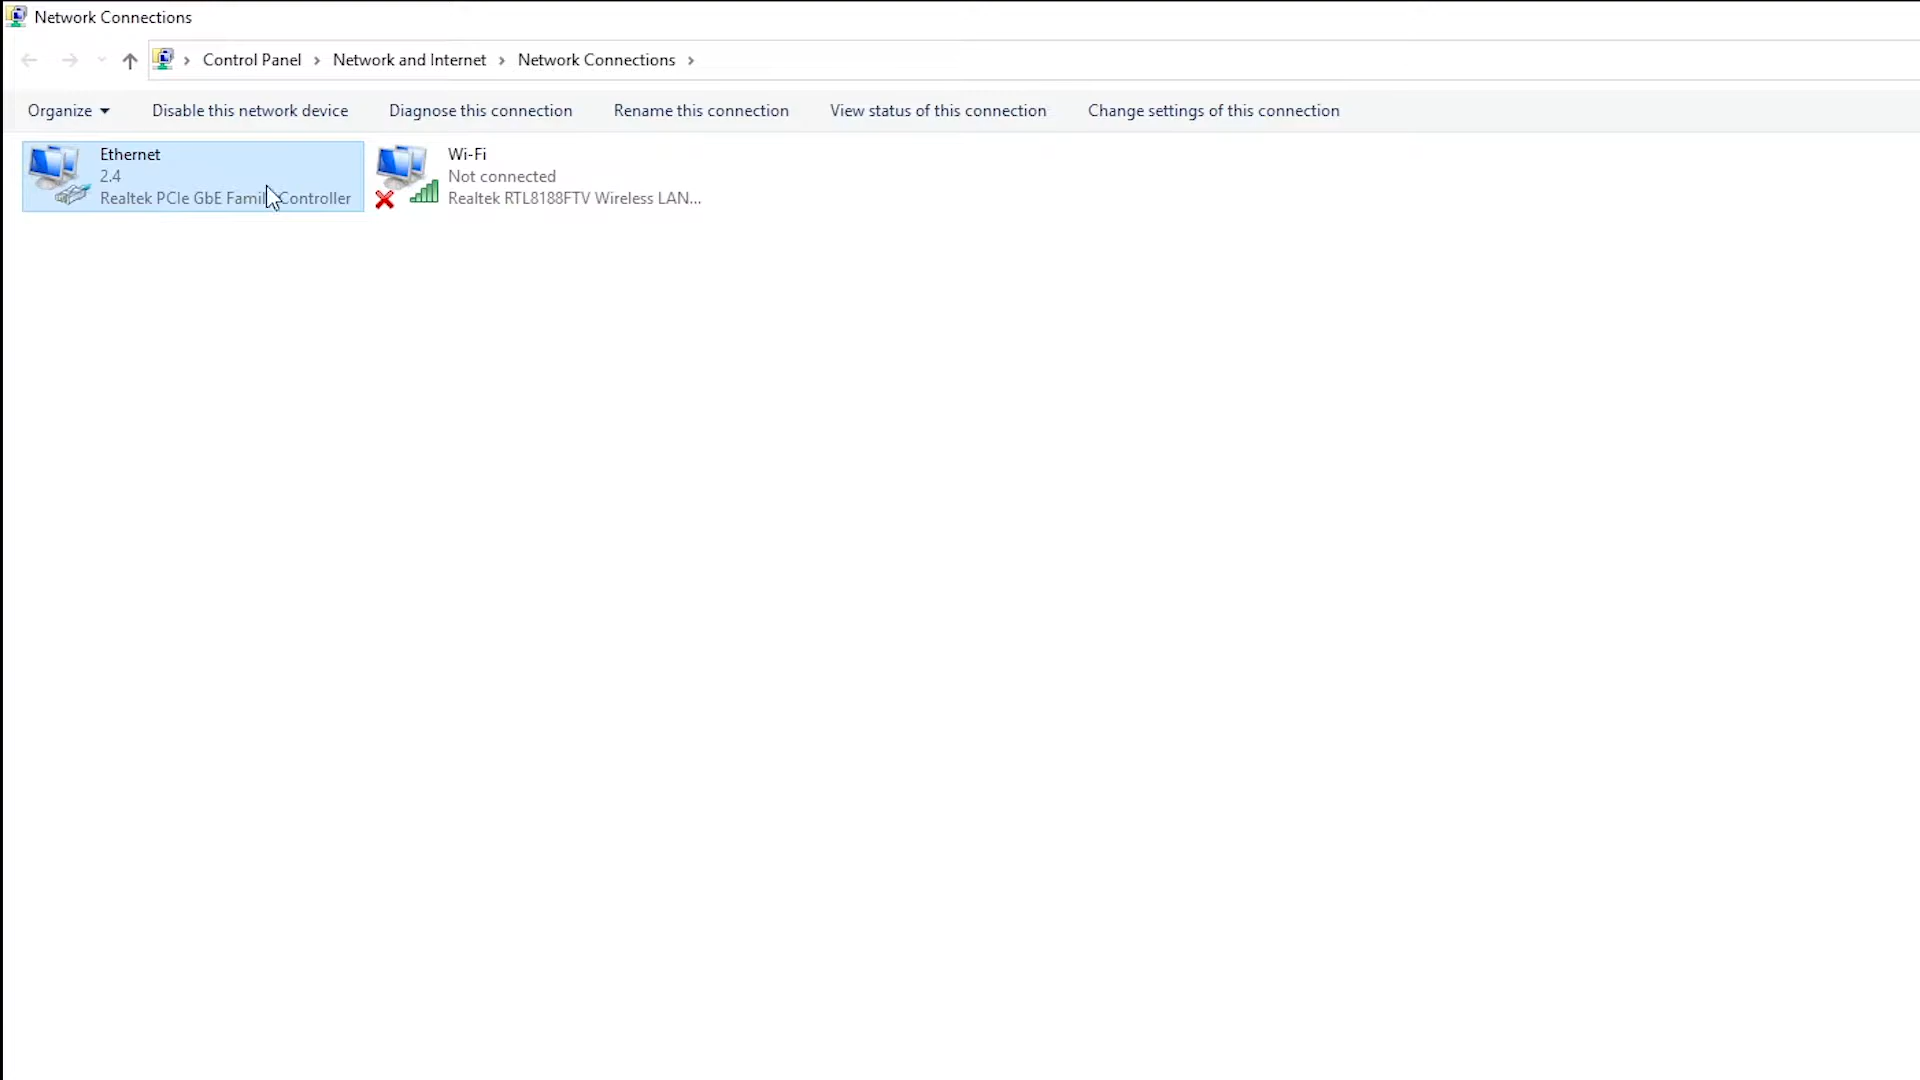 Network Connections
Control Panel > Network and Internet > Network Connections >
Organize Disable this network device Diagnose this connection Rename this connection View status of this connection Change settings of this connection
Ethernet
2.4
Realtek PCIe GbE Family Controller
Wi-Fi
Not connected
Realtek RTL8188FTV Wireless LAN...